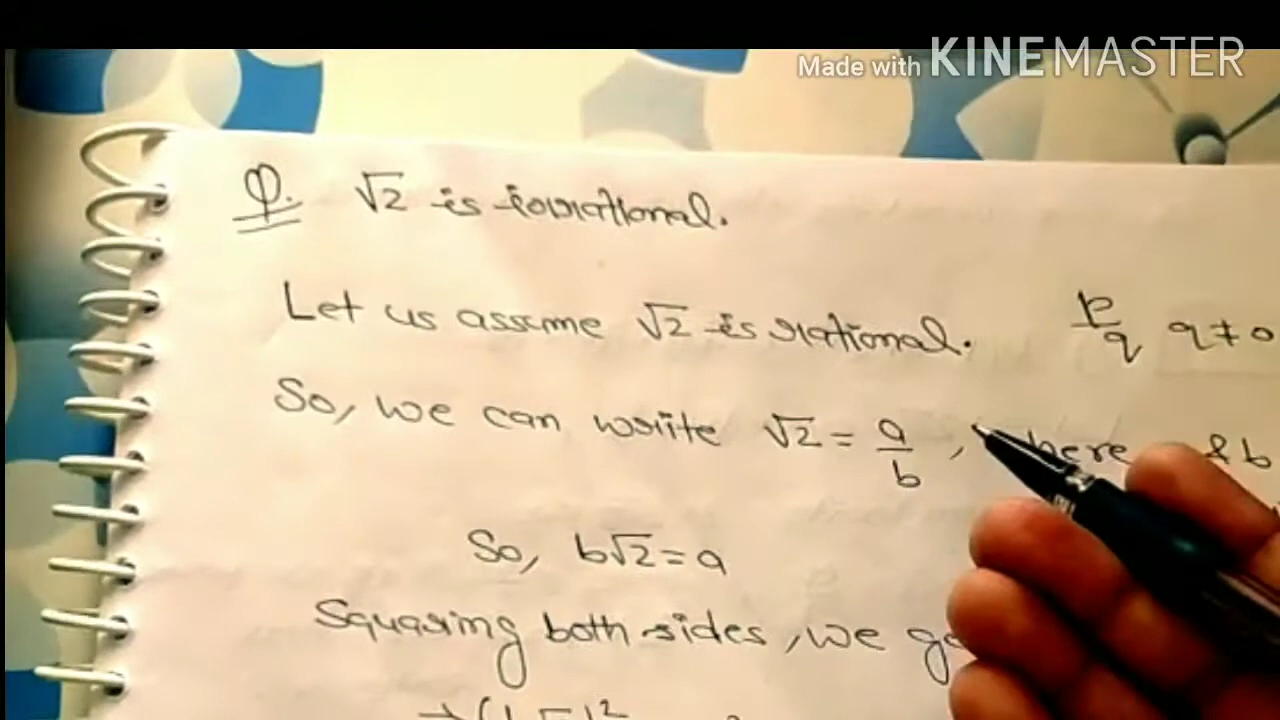 Made with KINEMASTER
Q. √2 is irrational.
Let us assume √2 is rational. p/q q≠0
So, we can write √2 = a/b , where & b
So, b√2 = a
Squaring both sides, we